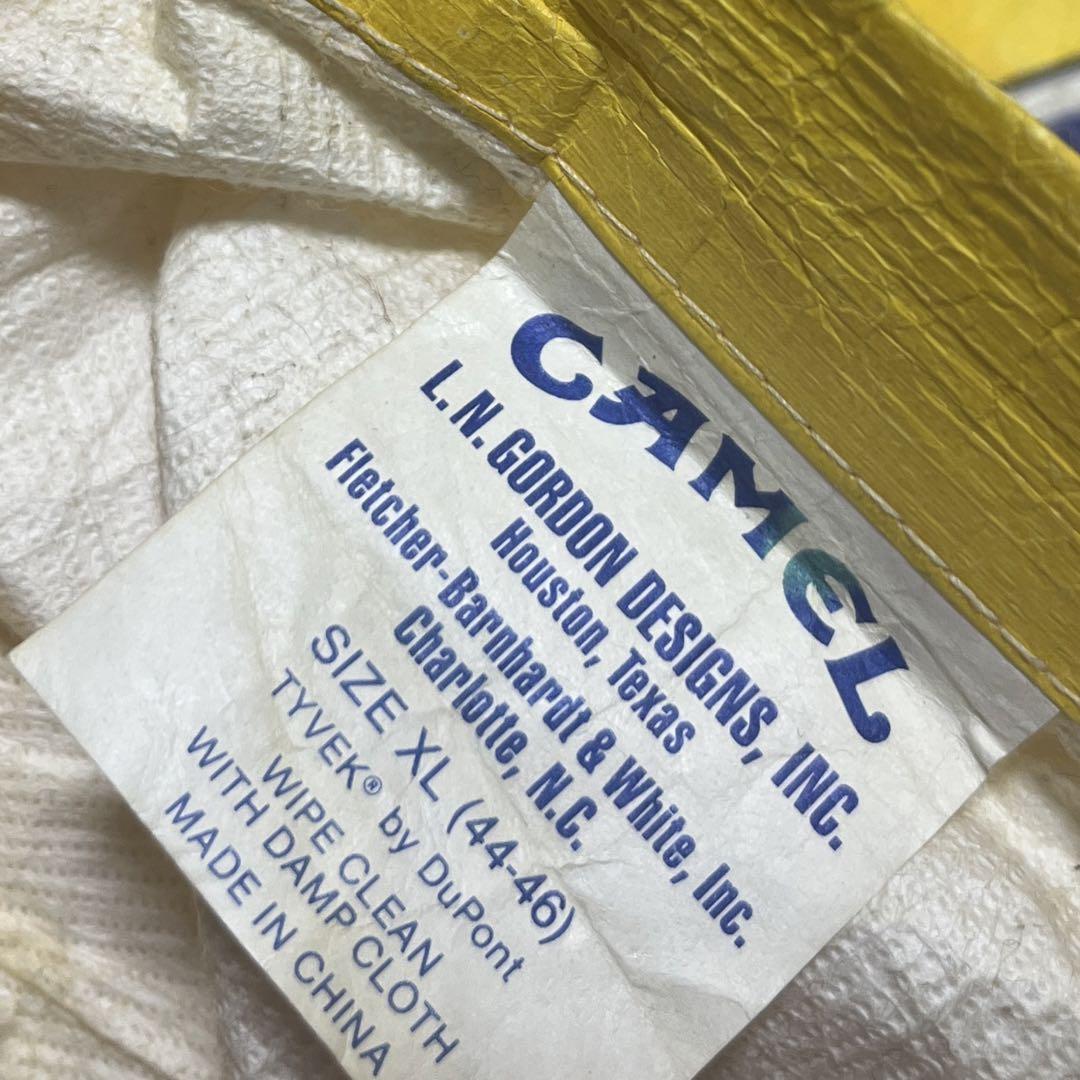 CAMEL
L.N. GORDON DESIGNS, INC.
Houston, Texas
Fletcher-Barnhardt & White, Inc.
Charlotte, N.C.
SIZE XL (44-46)
TYVEK® by DuPont
WIPE CLEAN
WITH DAMP CLOTH
MADE IN CHINA